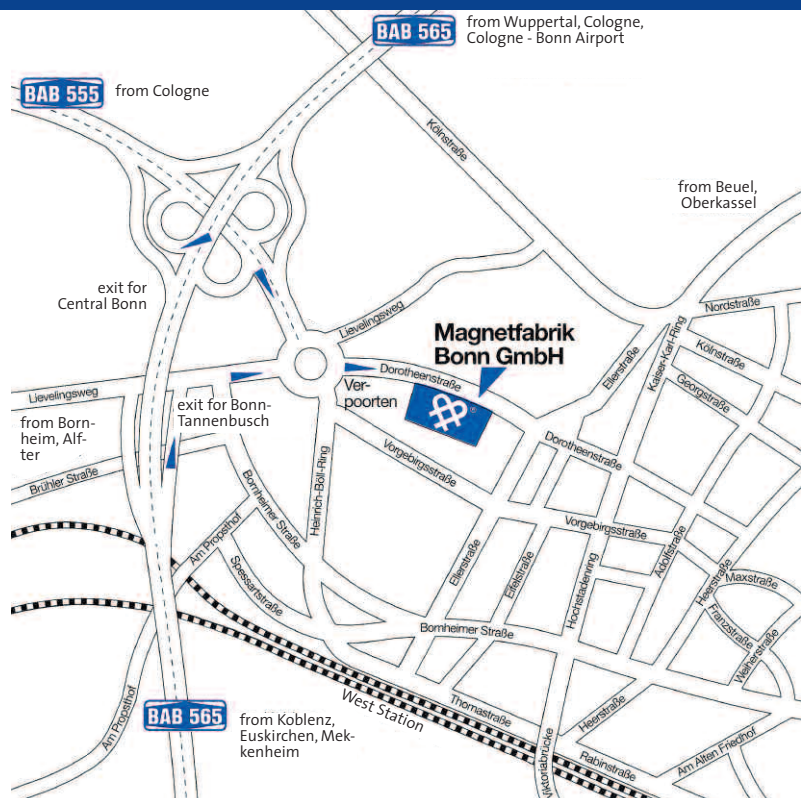 BAB 565
from Wuppertal, Cologne,
Cologne - Bonn Airport
BAB 555
from Cologne
Kölnstraße
from Beuel,
Oberkassel
exit for
Central Bonn
Nordstraße
Lievelingsweg
Magnetfabrik
Bonn GmbH
Ellerstraße
Kaiser-Karl-Ring
Kölnstraße
Georgstraße
Dorotheenstraße
Ver-
poorten
®
Lievelingsweg
exit for Bonn-
Tannenbusch
from Born-
heim, Alf-
ter
Vorgebirgsstraße
Dorotheenstraße
Brühler Straße
Bornheimer Straße
Heinrich-Böll-Ring
Am Propsthof
Vorgebirgsstraße
Adolfstraße
Ellerstraße
Eifelstraße
Hochstadenring
Heerstraße
Maxstraße
Franzstraße
Weiherstraße
Spessartstraße
Bornheimer Straße
Am Propsthof
BAB 565
from Koblenz,
Euskirchen, Mek-
kenheim
West Station
Thomastraße
Heerstraße
Viktoriabrücke
Rabinstraße
Am Alten Friedhof